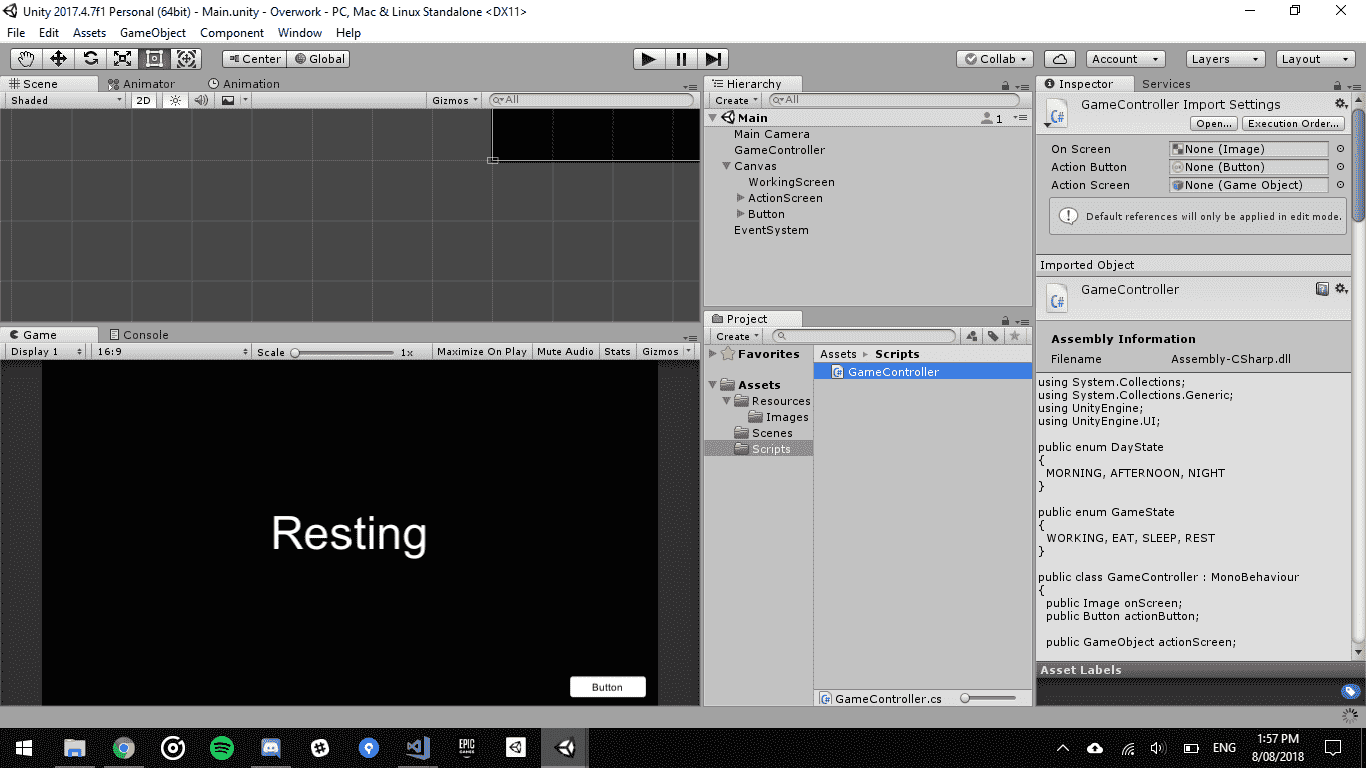 Unity 2017.4.7f1 Personal (64bit) - Main.unity - Overwork - PC, Mac & Linux Standalone <DX11>
File Edit Assets GameObject Component Window Help
Center Global
Collab
Account
Layers
Layout
Scene Animator Animation
Shaded 2D Gizmos All
Hierarchy
Create All
Main 1
Main Camera
GameController
Canvas
WorkingScreen
ActionScreen
Button
EventSystem
Game Console
Display 1 16:9 Scale 1x Maximize On Play Mute Audio Stats Gizmos
Resting
Button
Project
Create
Favorites
Assets
Resources
Images
Scenes
Scripts
Assets Scripts
C# GameController
C# GameController.cs
Inspector Services
C#
GameController Import Settings
Open... Execution Order...
On Screen None (Image)
Action Button None (Button)
Action Screen None (Game Object)
Default references will only be applied in edit mode.
Imported Object
C#
GameController
Assembly Information
Filename Assembly-CSharp.dll
using System.Collections;
using System.Collections.Generic;
using UnityEngine;
using UnityEngine.UI;
public enum DayState
{
MORNING, AFTERNOON, NIGHT
}
public enum GameState
{
WORKING, EAT, SLEEP, REST
}
public class GameController : MonoBehaviour
{
public Image onScreen;
public Button actionButton;
public GameObject actionScreen;
Asset Labels
EPIC
GAMES
ENG
1:57 PM
8/08/2018